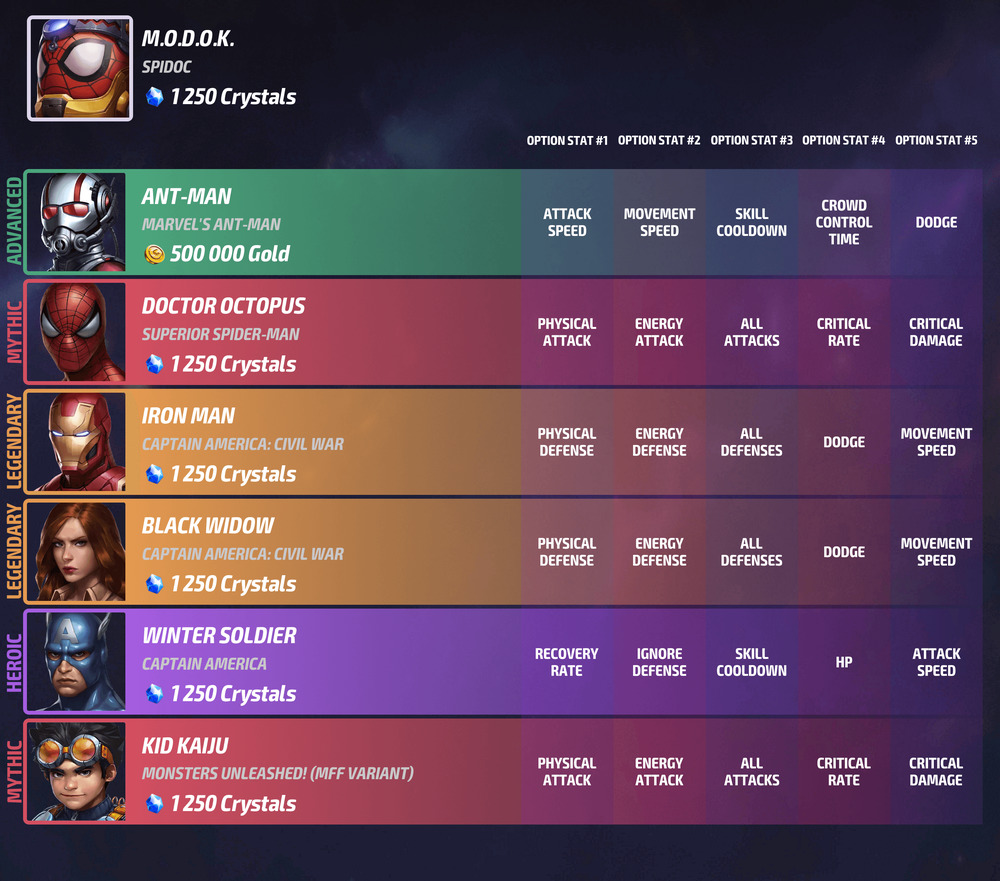 M.O.D.O.K.
SPIDOC
1 250 Crystals
OPTION STAT #1 OPTION STAT #2 OPTION STAT #3 OPTION STAT #4 OPTION STAT #5
ADVANCED
ANT-MAN
MARVEL'S ANT-MAN
500 000 Gold
ATTACK
SPEED
MOVEMENT
SPEED
SKILL
COOLDOWN
CROWD
CONTROL
TIME
DODGE
MYTHIC
DOCTOR OCTOPUS
SUPERIOR SPIDER-MAN
1 250 Crystals
PHYSICAL
ATTACK
ENERGY
ATTACK
ALL
ATTACKS
CRITICAL
RATE
CRITICAL
DAMAGE
LEGENDARY
IRON MAN
CAPTAIN AMERICA: CIVIL WAR
1 250 Crystals
PHYSICAL
DEFENSE
ENERGY
DEFENSE
ALL
DEFENSES
DODGE
MOVEMENT
SPEED
LEGENDARY
BLACK WIDOW
CAPTAIN AMERICA: CIVIL WAR
1 250 Crystals
PHYSICAL
DEFENSE
ENERGY
DEFENSE
ALL
DEFENSES
DODGE
MOVEMENT
SPEED
HEROIC
WINTER SOLDIER
CAPTAIN AMERICA
1 250 Crystals
RECOVERY
RATE
IGNORE
DEFENSE
SKILL
COOLDOWN
HP
ATTACK
SPEED
MYTHIC
KID KAIJU
MONSTERS UNLEASHED! (MFF VARIANT)
1 250 Crystals
PHYSICAL
ATTACK
ENERGY
ATTACK
ALL
ATTACKS
CRITICAL
RATE
CRITICAL
DAMAGE